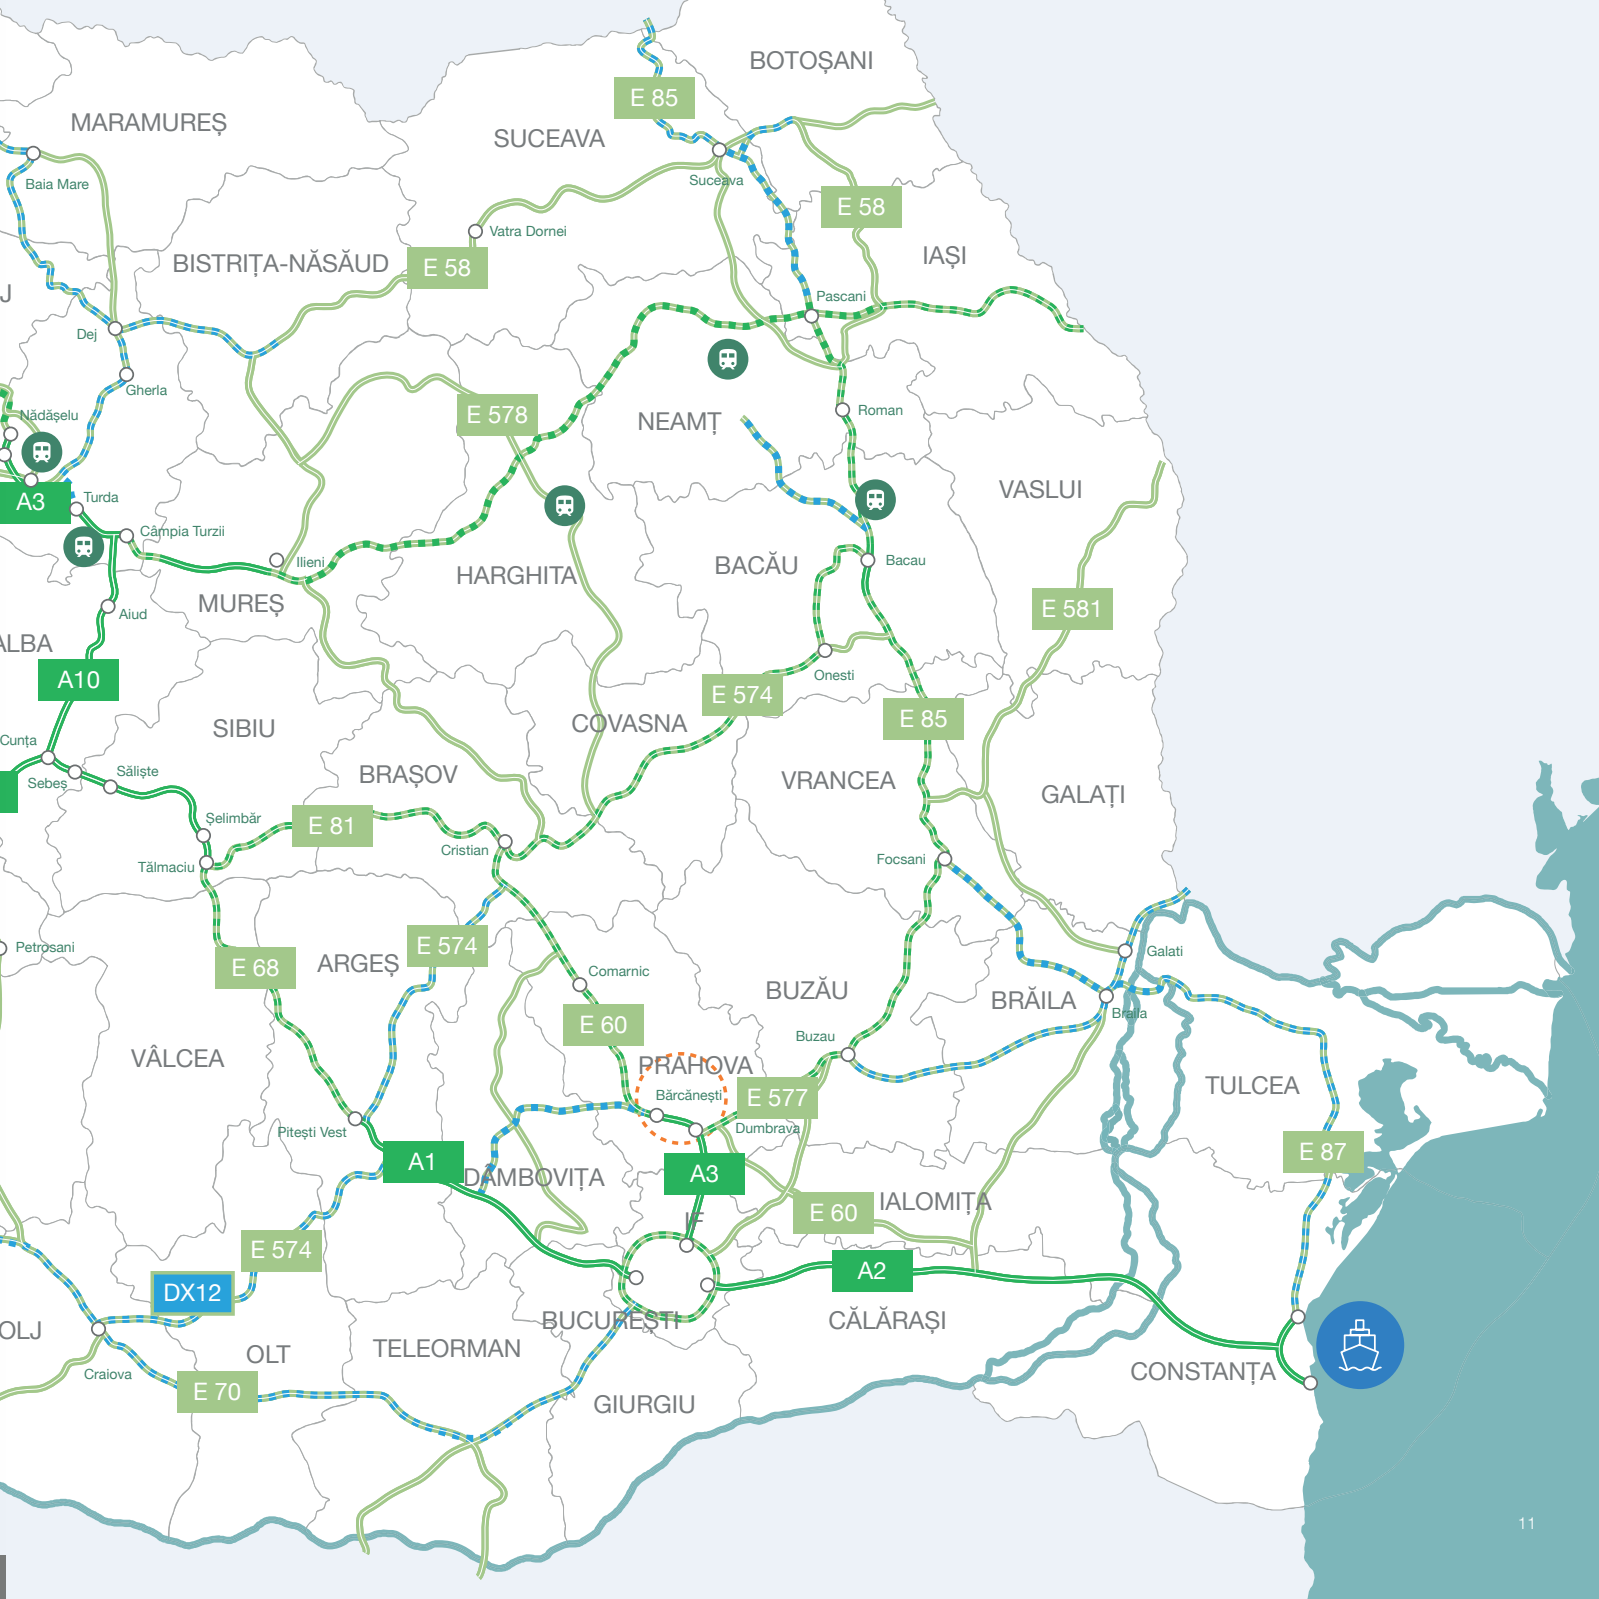 BOTOȘANI
E 85
MARAMUREȘ
SUCEAVA
Baia Mare
Suceava
E 58
Vatra Dornei
IAȘI
BISTRIȚA-NĂSĂUD
E 58
J
Pascani
Dej
Gherla
Nădășelu
E 578
NEAMȚ
Roman
A3
Turda
VASLUI
Câmpia Turzii
Ilieni
HARGHITA
BACĂU
Bacau
MUREȘ
Aiud
E 581
ALBA
A10
Onesti
E 574
E 85
SIBIU
COVASNA
Cunța
Sebeș
Săliște
BRAȘOV
VRANCEA
GALAȚI
Șelimbăr
E 81
Cristian
Tălmaciu
Focsani
Petrosani
E 574
Galati
E 68
ARGEȘ
Comarnic
BUZĂU
BRĂILA
Braila
E 60
Buzau
VÂLCEA
PRAHOVA
TULCEA
Bărcănești
E 577
Pitești Vest
Dumbrava
E 87
A1
DÂMBOVIȚA
A3
IALOMIȚA
E 60
IF
E 574
A2
DX12
BUCUREȘTI
CĂLĂRAȘI
OLJ
OLT
TELEORMAN
Craiova
CONSTANȚA
E 70
GIURGIU
11